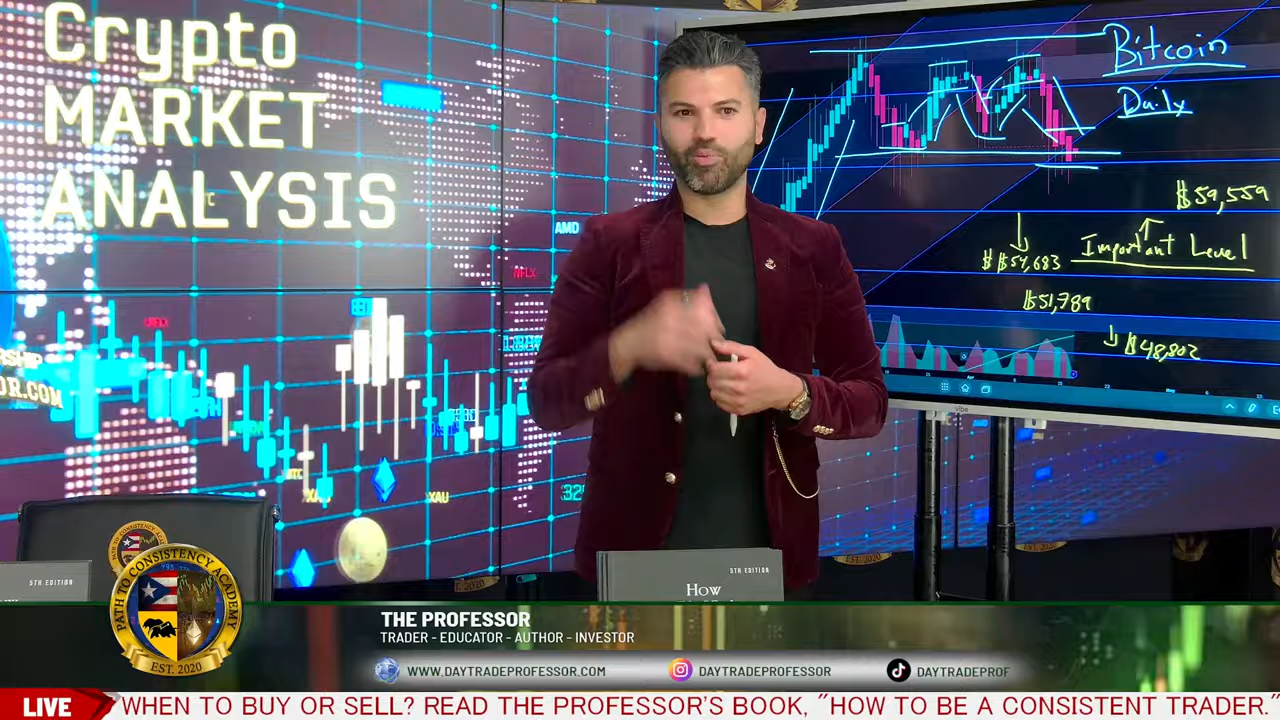 Crypto
MARKET
ANALYSIS
Bitcoin
Daily
$59,559
Important Level
$54,683
$51,789
$48,802
AMD
NFLX
XAU
5TH EDITION
5TH EDITION
How
vibe
PATH TO CONSISTENCY ACADEMY
EST. 2020
THE PROFESSOR
TRADER - EDUCATOR - AUTHOR - INVESTOR
WWW.DAYTRADEPROFESSOR.COM
DAYTRADEPROFESSOR
DAYTRADEPROF
LIVE
WHEN TO BUY OR SELL? READ THE PROFESSOR'S BOOK, "HOW TO BE A CONSISTENT TRADER."